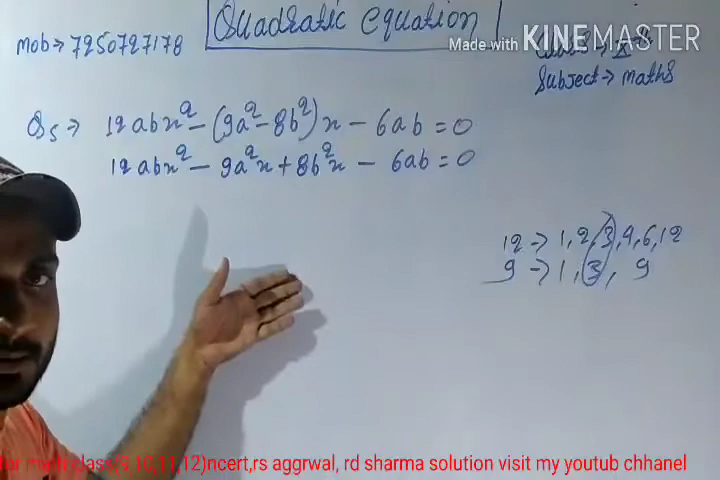 Quadratic equation
Mob→7250727178
Made with KINEMASTER
Subject→ maths
Q5→ 12abx² - (9a² - 8b²)x - 6ab = 0
12abx² - 9a²x + 8b²x - 6ab = 0
12 → 1, 2, 3, 4, 6, 12
9 → 1, 3, 9
for math class(9,10,11,12)ncert,rs aggrwal, rd sharma solution visit my youtub chhanel